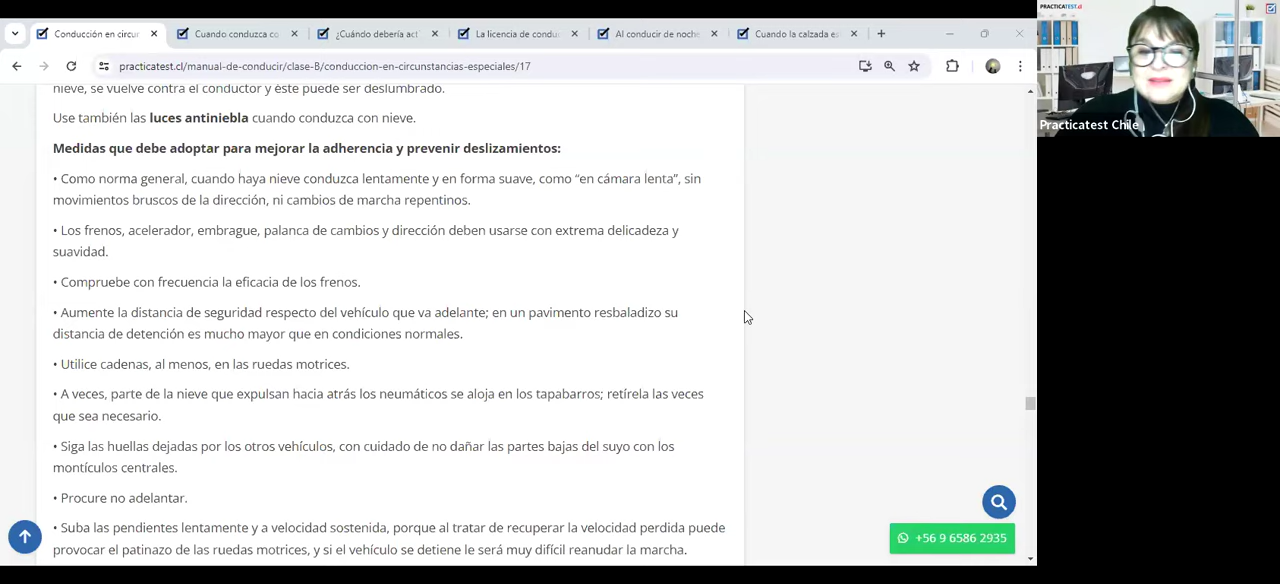 Conducción en circur
Cuando conduzca co
¿Cuándo debería act
La licencia de condu
Al conducir de noch
Cuando la calzada es
practicatest.cl/manual-de-conducir/clase-B/conduccion-en-circunstancias-especiales/17
PRACTICATEST.cl
Practicatest Chile
nieve, se vuelve contra el conductor y éste puede ser deslumbrado.
Use también las luces antiniebla cuando conduzca con nieve.
Medidas que debe adoptar para mejorar la adherencia y prevenir deslizamientos:
• Como norma general, cuando haya nieve conduzca lentamente y en forma suave, como “en cámara lenta”, sin
movimientos bruscos de la dirección, ni cambios de marcha repentinos.
• Los frenos, acelerador, embrague, palanca de cambios y dirección deben usarse con extrema delicadeza y
suavidad.
• Compruebe con frecuencia la eficacia de los frenos.
• Aumente la distancia de seguridad respecto del vehículo que va adelante; en un pavimento resbaladizo su
distancia de detención es mucho mayor que en condiciones normales.
• Utilice cadenas, al menos, en las ruedas motrices.
• A veces, parte de la nieve que expulsan hacia atrás los neumáticos se aloja en los tapabarros; retírela las veces
que sea necesario.
• Siga las huellas dejadas por los otros vehículos, con cuidado de no dañar las partes bajas del suyo con los
montículos centrales.
• Procure no adelantar.
• Suba las pendientes lentamente y a velocidad sostenida, porque al tratar de recuperar la velocidad perdida puede
provocar el patinazo de las ruedas motrices, y si el vehículo se detiene le será muy difícil reanudar la marcha.
+56 9 6586 2935